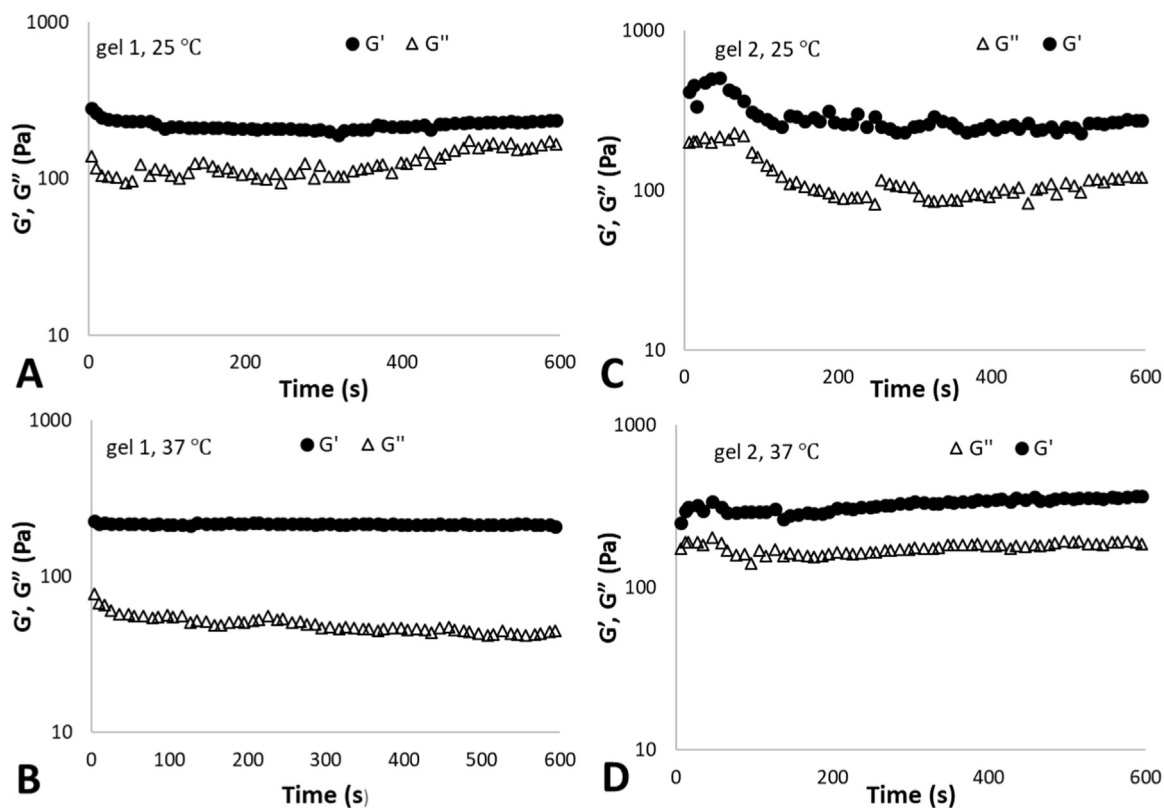 1000
gel 1, 25 ℃
● G' △ G''
G', G'' (Pa)
100
10
0 200 400 600
Time (s)
A
1000
gel 2, 25 ℃
△ G'' ● G'
G', G'' (Pa)
100
10
0 200 400 600
Time (s)
C
1000
gel 1, 37 ℃
● G' △ G''
G', G'' (Pa)
100
10
0 100 200 300 400 500 600
Time (s)
B
1000
gel 2, 37 ℃
△ G'' ● G'
G', G'' (Pa)
100
10
0 200 400 600
Time (s)
D